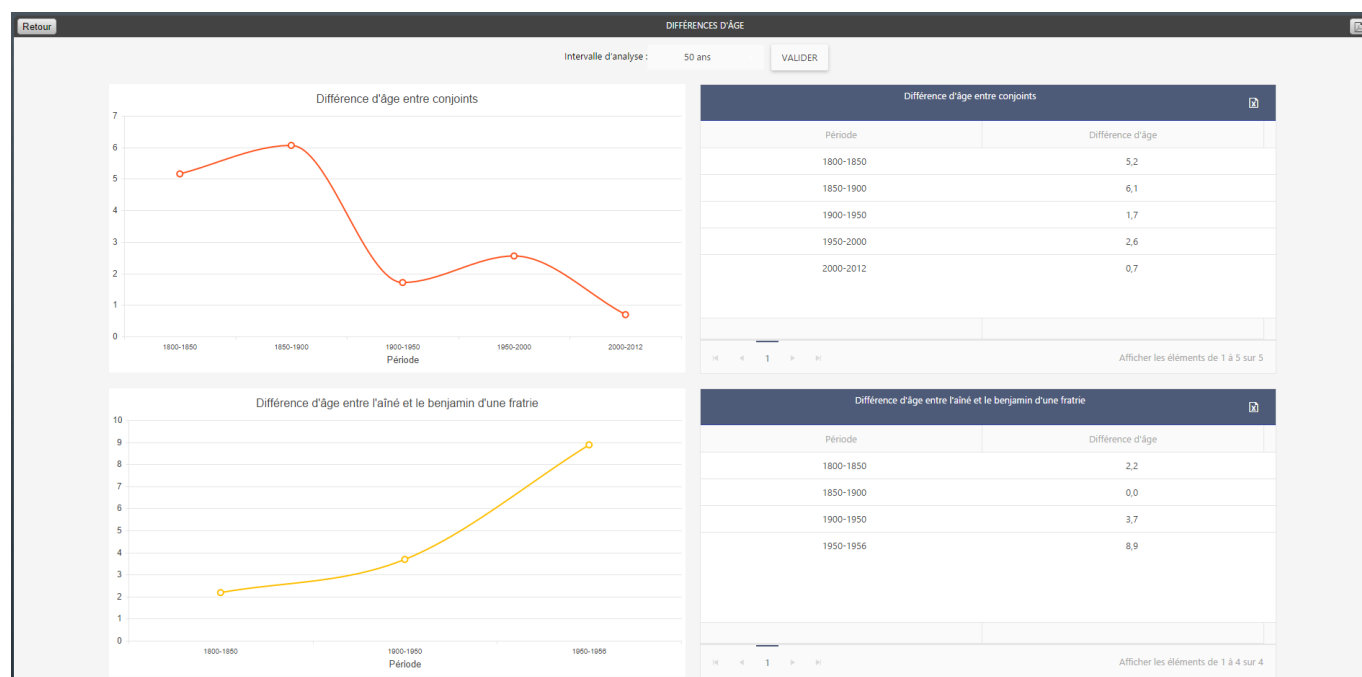 Retour
DIFFÉRENCES D'ÂGE
Intervalle d'analyse :
50 ans
VALIDER
Différence d'âge entre conjoints
7
6
5
4
3
2
1
0
1800-1850
1850-1900
1900-1950
1950-2000
2000-2012
Période
Différence d'âge entre conjoints
Période Différence d'âge
1800-1850 5,2
1850-1900 6,1
1900-1950 1,7
1950-2000 2,6
2000-2012 0,7
1
Afficher les éléments de 1 à 5 sur 5
Différence d'âge entre l'aîné et le benjamin d'une fratrie
10
9
8
7
6
5
4
3
2
1
0
1800-1850
1900-1950
1950-1956
Période
Différence d'âge entre l'aîné et le benjamin d'une fratrie
Période Différence d'âge
1800-1850 2,2
1850-1900 0,0
1900-1950 3,7
1950-1956 8,9
1
Afficher les éléments de 1 à 4 sur 4